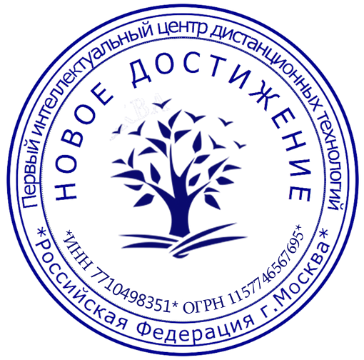 Первый интеллектуальный центр дистанционных технологий
*Российская Федерация г.Москва*
НОВОЕ ДОСТИЖЕНИЕ
*ИНН 7710498351* ОГРН 1157746567695*